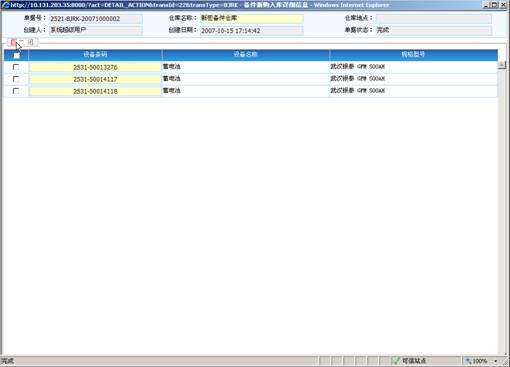 http://10.131.203.35:8000/?act=DETAIL_ACTION&transId=22&transType=BJRK - 备件新购入库详细信息 - Windows Internet Explorer
单据号： 2521-BJRK-20071000002 仓库名称： 新密备件仓库 仓库地点：
创建人： 系统超级用户 创建日期： 2007-10-15 17:14:42 单据状态： 完成
设备条码 设备名称 规格型号
2531-50013276 蓄电池 武汉银泰 GFM 500AH
2531-50014117 蓄电池 武汉银泰 GFM 500AH
2531-50014118 蓄电池 武汉银泰 GFM 500AH
完成 可信站点 100%